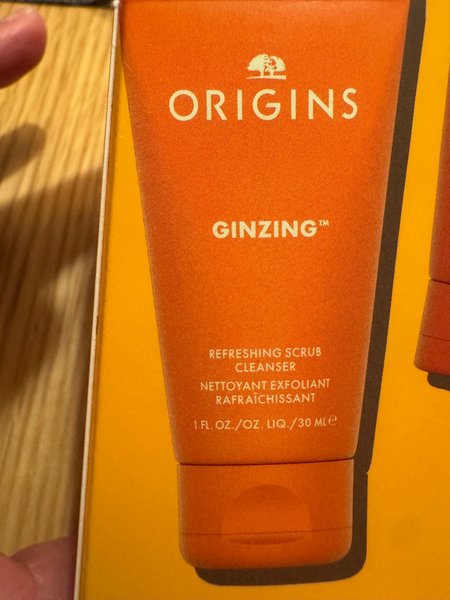 ORIGINS
GINZING™
REFRESHING SCRUB
CLEANSER
NETTOYANT EXFOLIANT
RAFRAÎCHISSANT
1 FL. OZ./OZ. LIQ./30 ML ℮